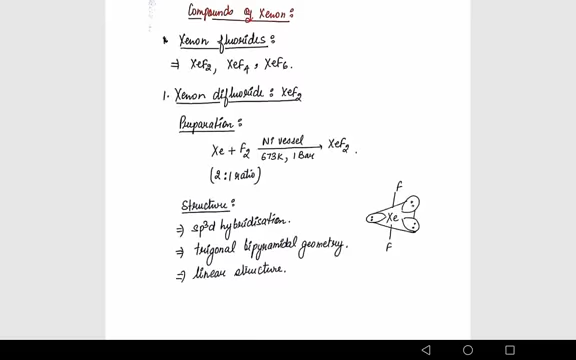 Compounds of Xenon:
* Xenon fluorides:
⇒ XeF2, XeF4, XeF6.
1. Xenon difluoride: XeF2
Preparation:
Xe + F2 Ni vessel 673K, 1 Bar → XeF2.
(2:1 ratio)
Structure:
⇒ sp3d hybridisation.
⇒ trigonal bipyramidal geometry.
⇒ linear structure.
F
Xe
F